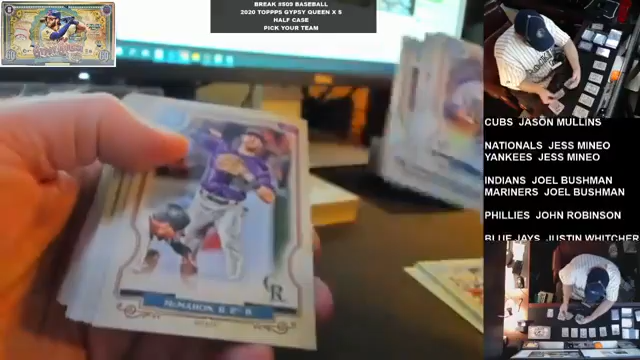 BREAK #509 BASEBALL
2020 TOPPPS GYPSY QUEEN X 5
HALF CASE
PICK YOUR TEAM
CUBS JASON MULLINS
NATIONALS JESS MINEO
YANKEES JESS MINEO
INDIANS JOEL BUSHMAN
MARINERS JOEL BUSHMAN
PHILLIES JOHN ROBINSON
BLUE JAYS JUSTIN WHITCHER
McMAHON
CR